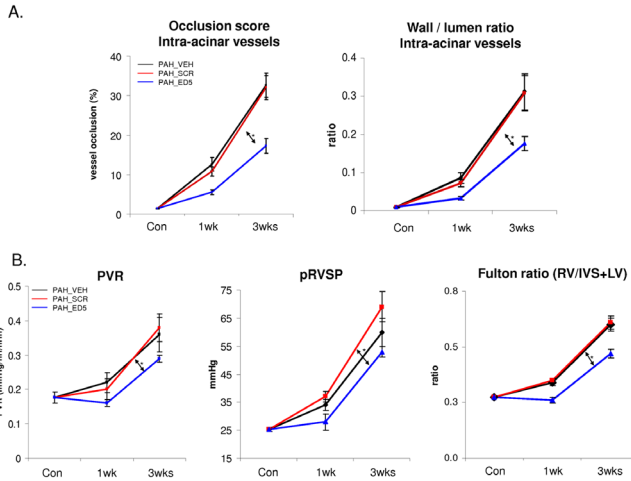 A.
Occlusion score
Intra-acinar vessels
Wall / lumen ratio
Intra-acinar vessels
PAH_VEH
PAH_SCR
PAH_ED5
vessel occlusion (%)
40
30
20
10
0
*
Con 1wk 3wks
ratio
0.4
0.3
0.2
0.1
0
*
Con 1wk 3wks
B.
PVR
pRVSP
Fulton ratio (RV/IVS+LV)
PAH_VEH
PAH_SCR
PAH_ED5
0.5
0.4
0.3
0.2
0.1
0
*
Con 1wk 3wks
mmHg
75
65
55
45
35
25
15
*
Con 1wk 3wks
ratio
0.8
0.5
0.3
0.0
*
Con 1wk 3wks